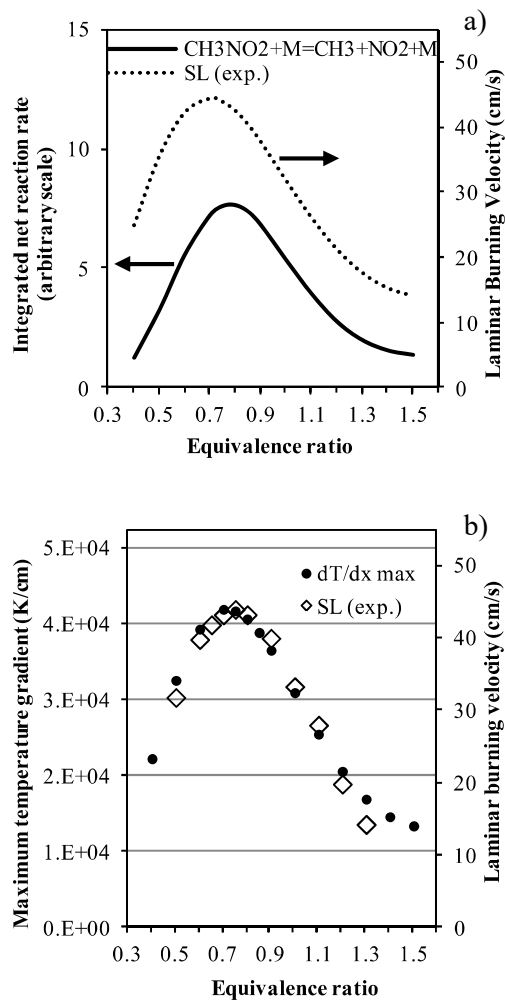 a)
15
10
5
0
Integrated net reaction rate
(arbitrary scale)
CH3NO2+M=CH3+NO2+M
SL (exp.)
50
40
30
20
10
0
Laminar Burning Velocity (cm/s)
0.3 0.5 0.7 0.9 1.1 1.3 1.5
Equivalence ratio
b)
5.E+04
4.E+04
3.E+04
2.E+04
1.E+04
0.E+00
Maximum temperature gradient (K/cm)
dT/dx max
SL (exp.)
50
40
30
20
10
0
Laminar burning velocity (cm/s)
0.3 0.5 0.7 0.9 1.1 1.3 1.5
Equivalence ratio